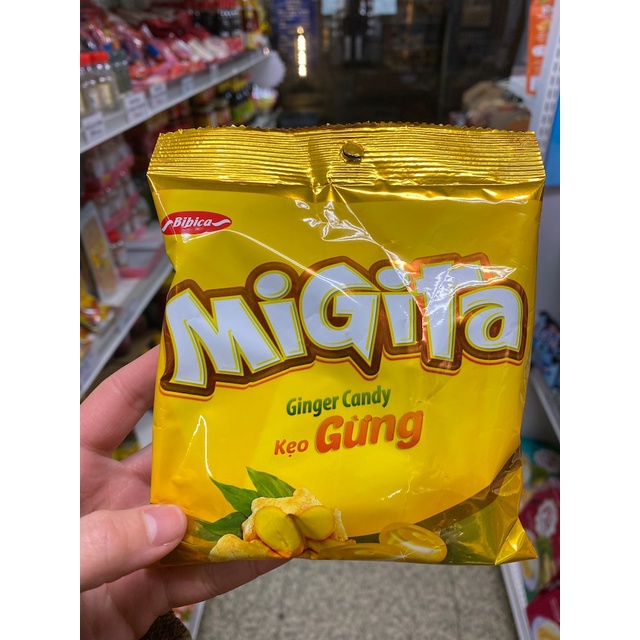 Bibica
MiGiTa
Ginger Candy
Kẹo Gừng